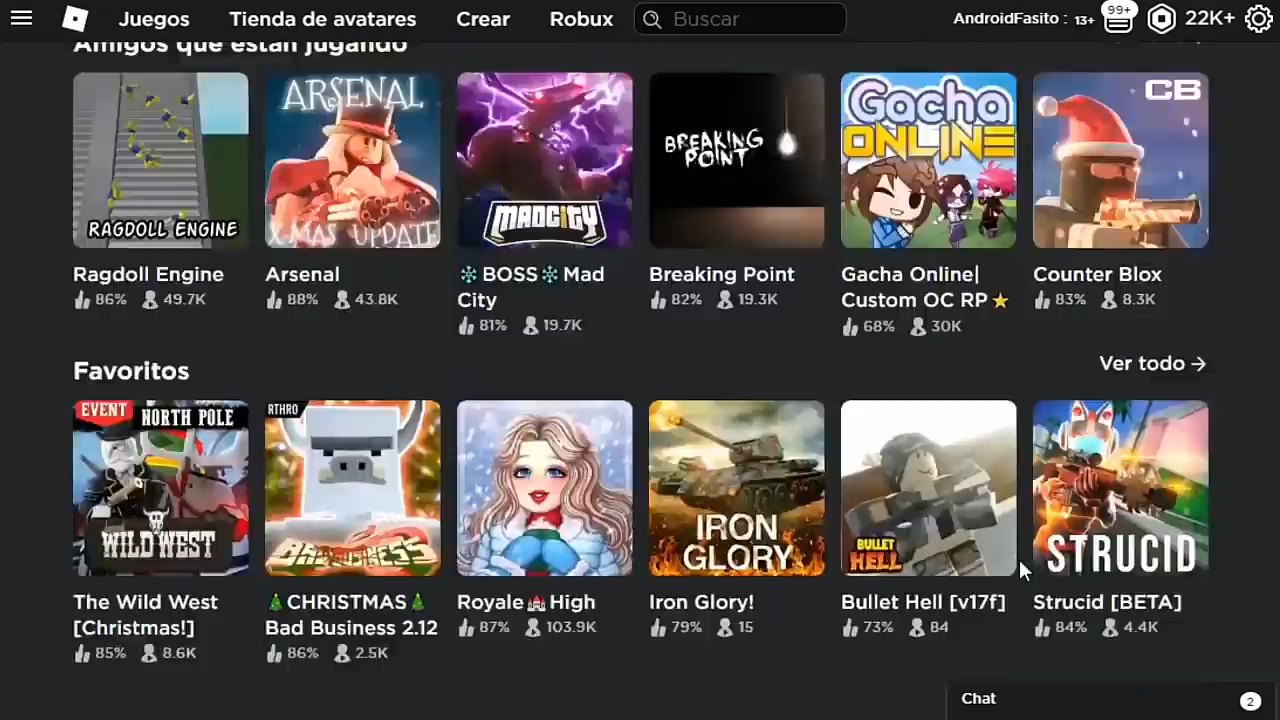 Juegos Tienda de avatares Crear Robux Buscar AndroidFasito : 13+ 99+ 22K+
Amigos que están jugando
RAGDOLL ENGINE
ARSENAL
X-MAS UPDATE
MADCITY
BREAKING
POINT
Gacha
ONLINE
CB
Ragdoll Engine
86% 49.7K
Arsenal
88% 43.8K
❄BOSS❄Mad
City
81% 19.7K
Breaking Point
82% 19.3K
Gacha Online|
Custom OC RP⭐
68% 30K
Counter Blox
83% 8.3K
Favoritos
Ver todo →
EVENT NORTH POLE
WILD WEST
RTHRO
BAD BUSINESS
IRON
GLORY
BULLET
HELL
STRUCID
The Wild West
[Christmas!]
85% 8.6K
🎄CHRISTMAS🎄
Bad Business 2.12
86% 2.5K
Royale🏰High
87% 103.9K
Iron Glory!
79% 15
Bullet Hell [v17f]
73% 84
Strucid [BETA]
84% 4.4K
Chat 2